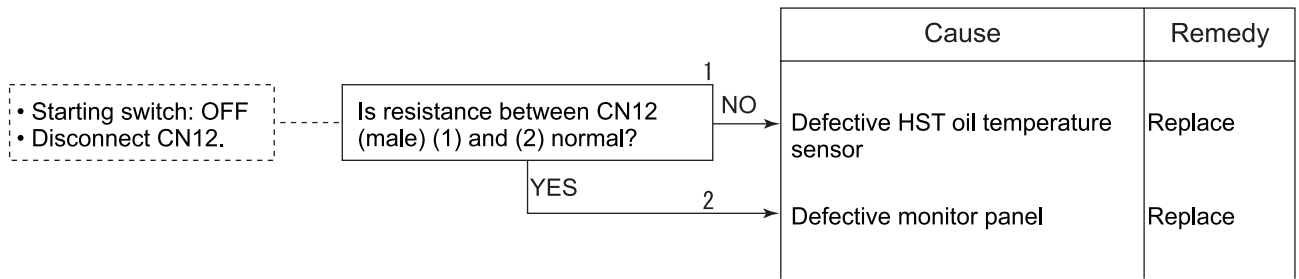 Cause
Remedy
• Starting switch: OFF
• Disconnect CN12.
1
Is resistance between CN12
(male) (1) and (2) normal?
NO
Defective HST oil temperature
sensor
Replace
YES
2
Defective monitor panel
Replace